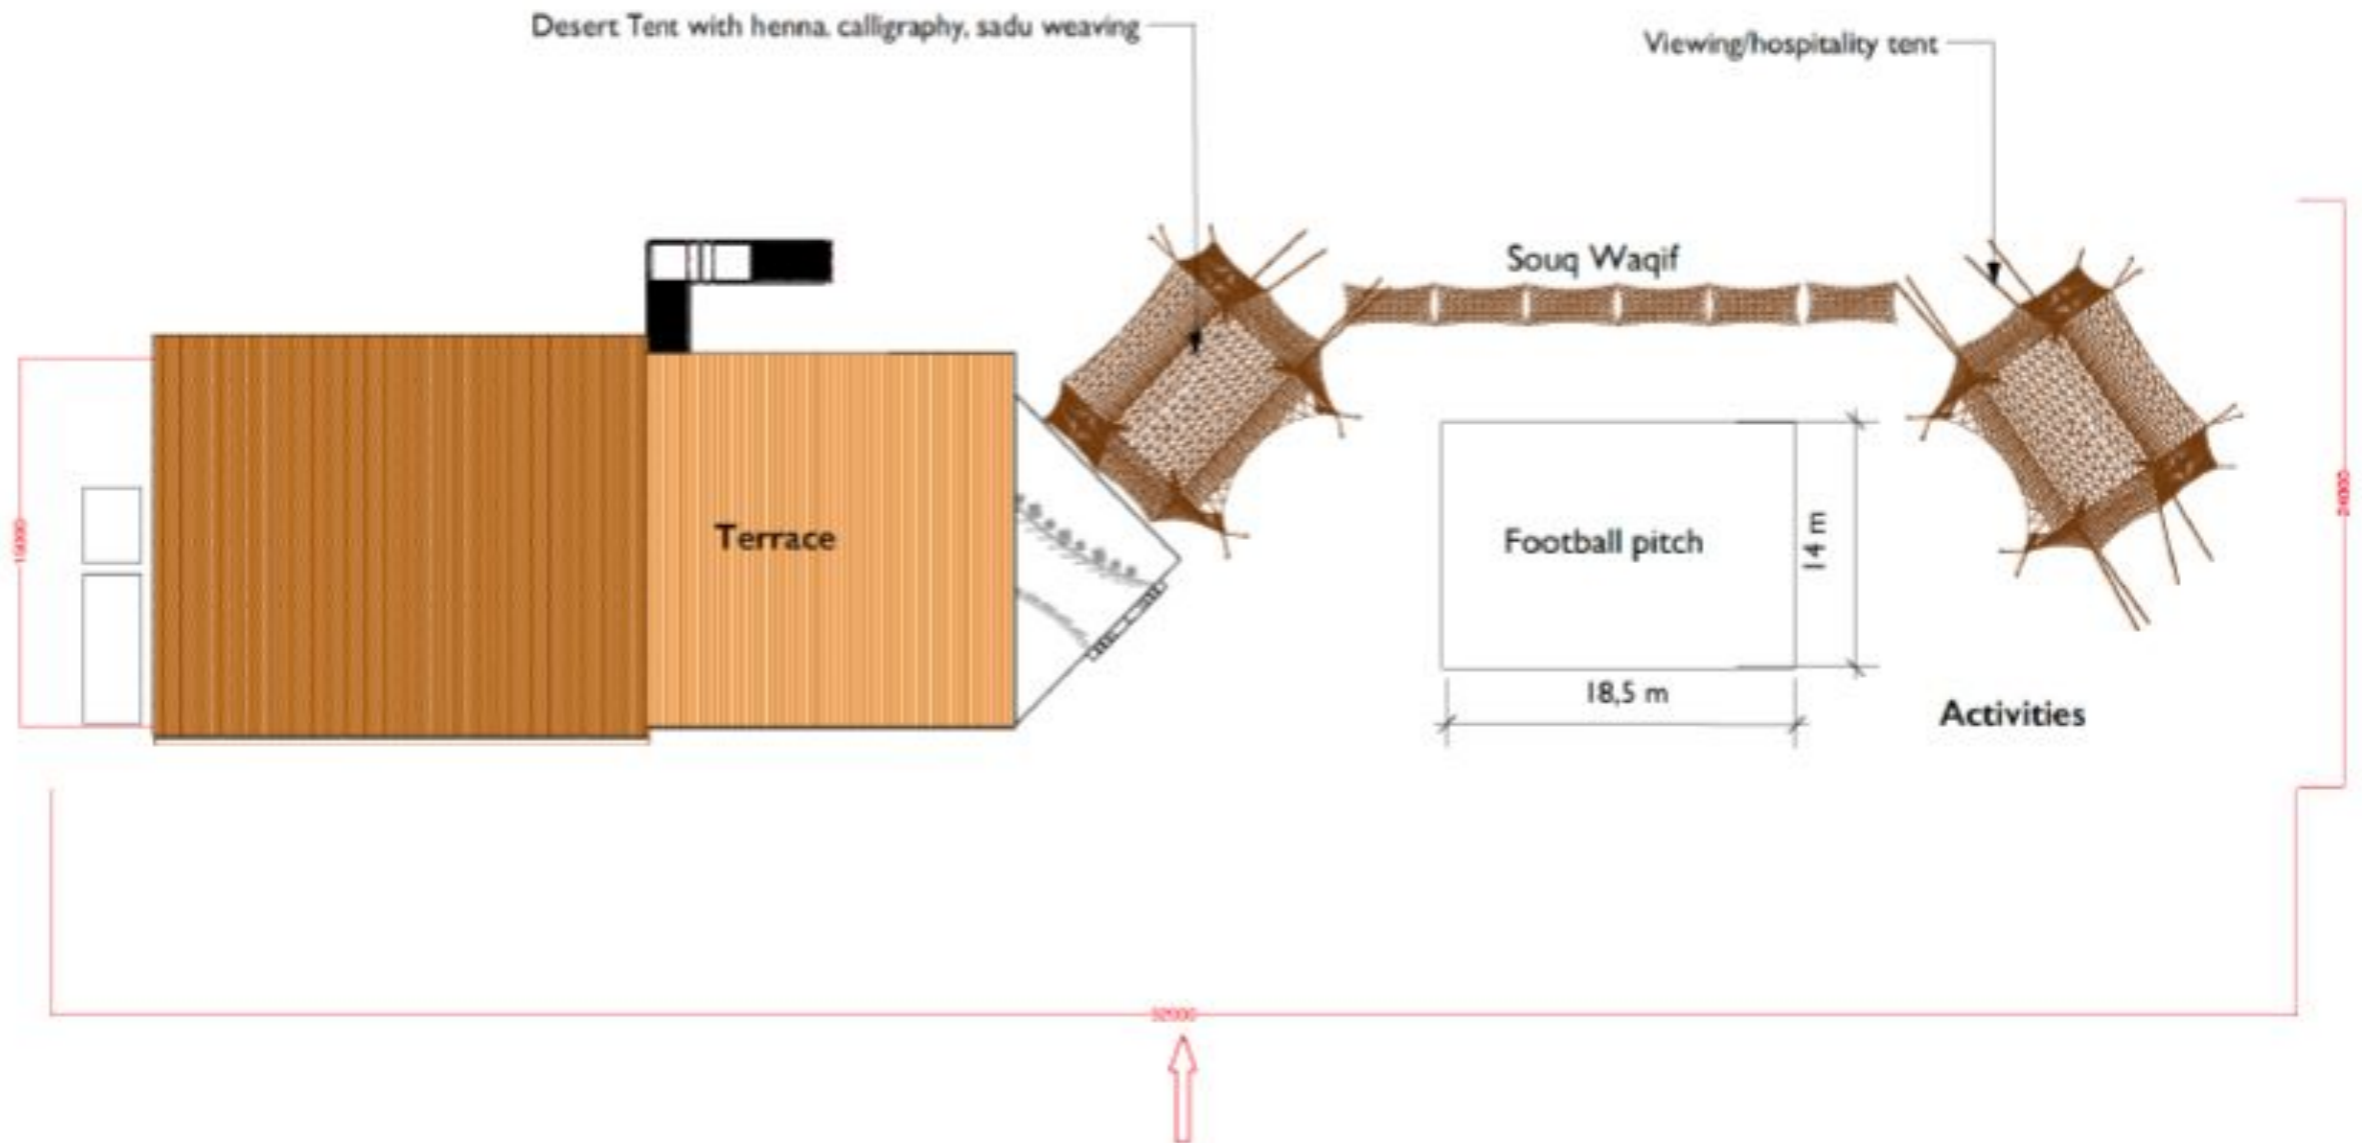 Desert Tent with henna, calligraphy, sadu weaving
Viewing/hospitality tent
Souq Waqif
Terrace
Football pitch
14 m
18,5 m
Activities
24000